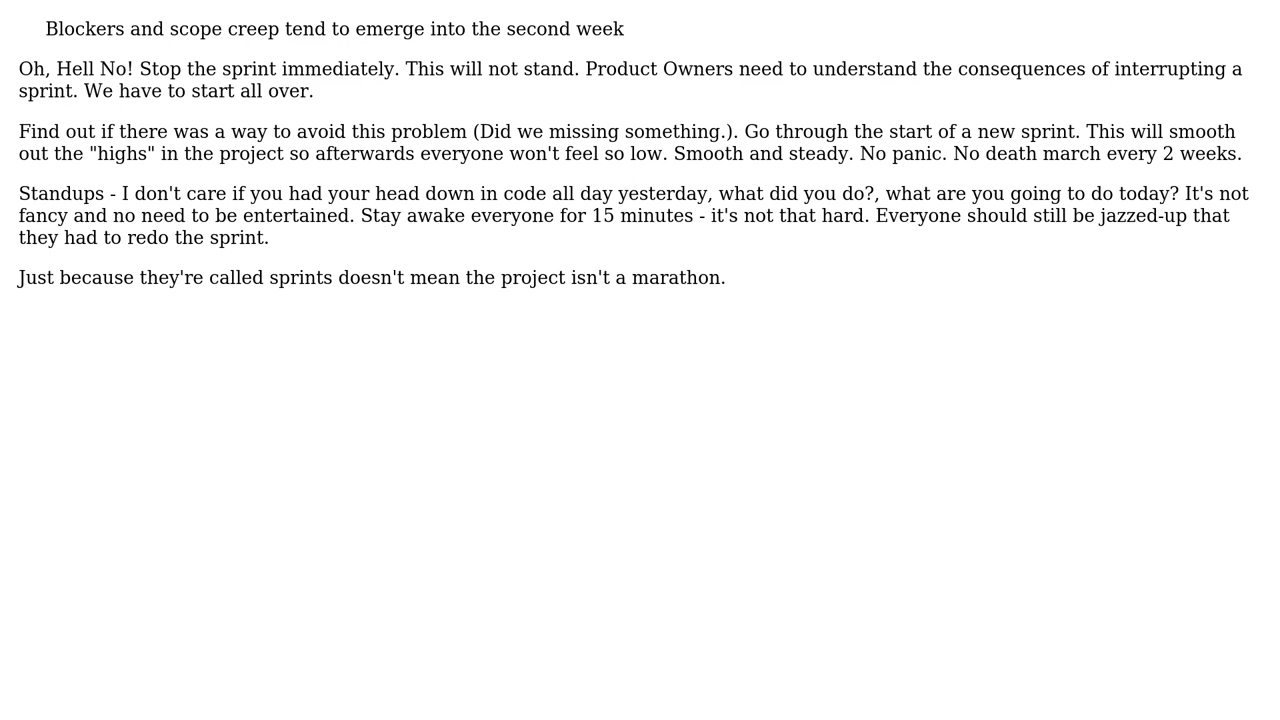 Blockers and scope creep tend to emerge into the second week
Oh, Hell No! Stop the sprint immediately. This will not stand. Product Owners need to understand the consequences of interrupting a
sprint. We have to start all over.
Find out if there was a way to avoid this problem (Did we missing something.). Go through the start of a new sprint. This will smooth
out the "highs" in the project so afterwards everyone won't feel so low. Smooth and steady. No panic. No death march every 2 weeks.
Standups - I don't care if you had your head down in code all day yesterday, what did you do?, what are you going to do today? It's not
fancy and no need to be entertained. Stay awake everyone for 15 minutes - it's not that hard. Everyone should still be jazzed-up that
they had to redo the sprint.
Just because they're called sprints doesn't mean the project isn't a marathon.